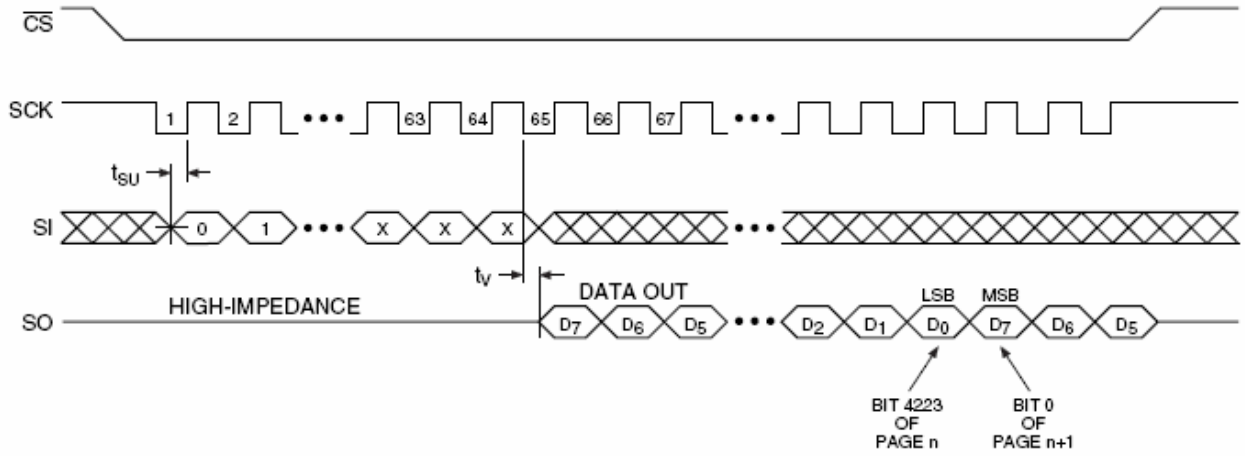 CS
SCK 1 2 ••• 63 64 65 66 67 •••
tSU
SI 0 1 ••• X X X ••• 
tV DATA OUT LSB MSB
HIGH-IMPEDANCE
SO D7 D6 D5 ••• D2 D1 D0 D7 D6 D5
BIT 4223 BIT 0
OF OF
PAGE n PAGE n+1